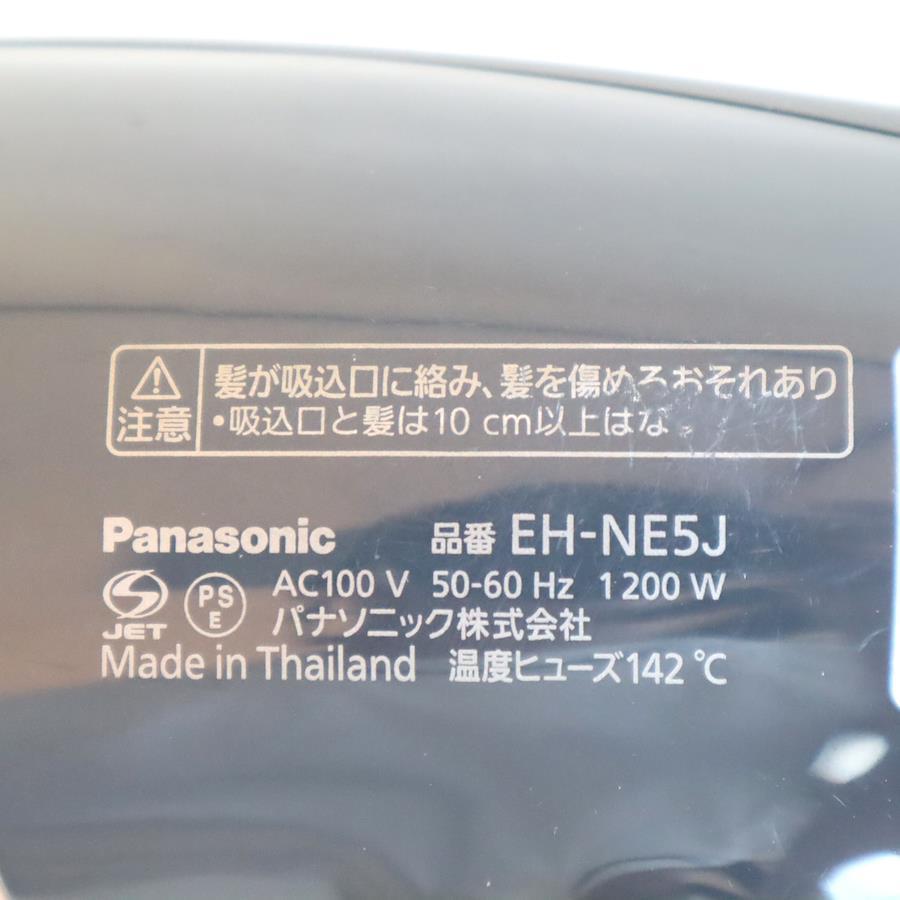 注意
髪が吸込口に絡み、髪を傷めるおそれあり
•吸込口と髪は10 cm以上はな
Panasonic 品番 EH-NE5J
JET PSE AC100 V 50-60 Hz 1200 W
パナソニック株式会社
Made in Thailand 温度ヒューズ142 ℃